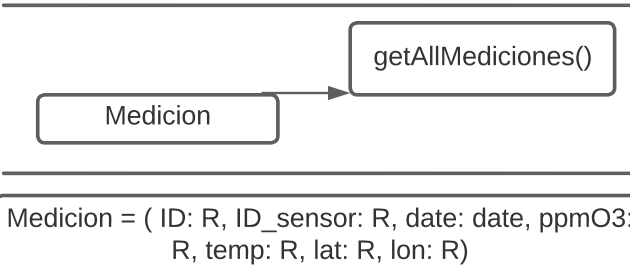 getAllMediciones()
Medicion
Medicion = ( ID: R, ID_sensor: R, date: date, ppmO3:
R, temp: R, lat: R, lon: R)